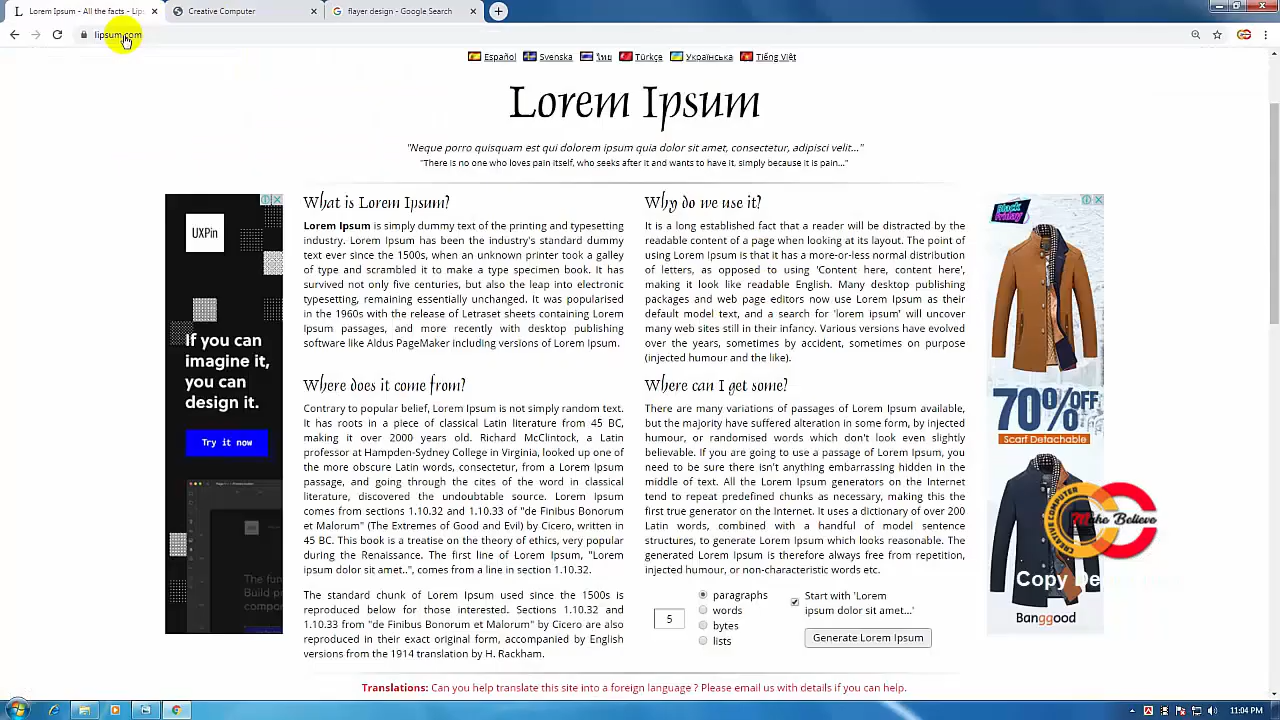 Lorem Ipsum - All the facts - Lip
Creative Computer
flayer design - Google Search
lipsum.com
Español
Svenska
ไทย
Türkçe
Українська
Tiếng Việt
Lorem Ipsum
"Neque porro quisquam est qui dolorem ipsum quia dolor sit amet, consectetur, adipisci velit..."
"There is no one who loves pain itself, who seeks after it and wants to have it, simply because it is pain..."
What is Lorem Ipsum?
Lorem Ipsum is simply dummy text of the printing and typesetting
industry. Lorem Ipsum has been the industry's standard dummy
text ever since the 1500s, when an unknown printer took a galley
of type and scrambled it to make a type specimen book. It has
survived not only five centuries, but also the leap into electronic
typesetting, remaining essentially unchanged. It was popularised
in the 1960s with the release of Letraset sheets containing Lorem
Ipsum passages, and more recently with desktop publishing
software like Aldus PageMaker including versions of Lorem Ipsum.
Where does it come from?
Contrary to popular belief, Lorem Ipsum is not simply random text.
It has roots in a piece of classical Latin literature from 45 BC,
making it over 2000 years old. Richard McClintock, a Latin
professor at Hampden-Sydney College in Virginia, looked up one of
the more obscure Latin words, consectetur, from a Lorem Ipsum
passage, and going through the cites of the word in classical
literature, discovered the undoubtable source. Lorem Ipsum
comes from sections 1.10.32 and 1.10.33 of "de Finibus Bonorum
et Malorum" (The Extremes of Good and Evil) by Cicero, written in
45 BC. This book is a treatise on the theory of ethics, very popular
during the Renaissance. The first line of Lorem Ipsum, "Lorem
ipsum dolor sit amet..", comes from a line in section 1.10.32.
The standard chunk of Lorem Ipsum used since the 1500s is
reproduced below for those interested. Sections 1.10.32 and
1.10.33 from "de Finibus Bonorum et Malorum" by Cicero are also
reproduced in their exact original form, accompanied by English
versions from the 1914 translation by H. Rackham.
Why do we use it?
It is a long established fact that a reader will be distracted by the
readable content of a page when looking at its layout. The point of
using Lorem Ipsum is that it has a more-or-less normal distribution
of letters, as opposed to using 'Content here, content here',
making it look like readable English. Many desktop publishing
packages and web page editors now use Lorem Ipsum as their
default model text, and a search for 'lorem ipsum' will uncover
many web sites still in their infancy. Various versions have evolved
over the years, sometimes by accident, sometimes on purpose
(injected humour and the like).
Where can I get some?
There are many variations of passages of Lorem Ipsum available,
but the majority have suffered alteration in some form, by injected
humour, or randomised words which don't look even slightly
believable. If you are going to use a passage of Lorem Ipsum, you
need to be sure there isn't anything embarrassing hidden in the
middle of text. All the Lorem Ipsum generators on the Internet
tend to repeat predefined chunks as necessary, making this the
first true generator on the Internet. It uses a dictionary of over 200
Latin words, combined with a handful of model sentence
structures, to generate Lorem Ipsum which looks reasonable. The
generated Lorem Ipsum is therefore always free from repetition,
injected humour, or non-characteristic words etc.
5
paragraphs
words
bytes
lists
Start with 'Lorem
ipsum dolor sit amet...'
Generate Lorem Ipsum
Translations: Can you help translate this site into a foreign language ? Please email us with details if you can help.
UXPin
If you can
imagine it,
you can
design it.
Try it now
70% OFF
Scarf Detachable
Make Believe
CREATIVE COMPUTER
Copy De
Banggood
11:04 PM